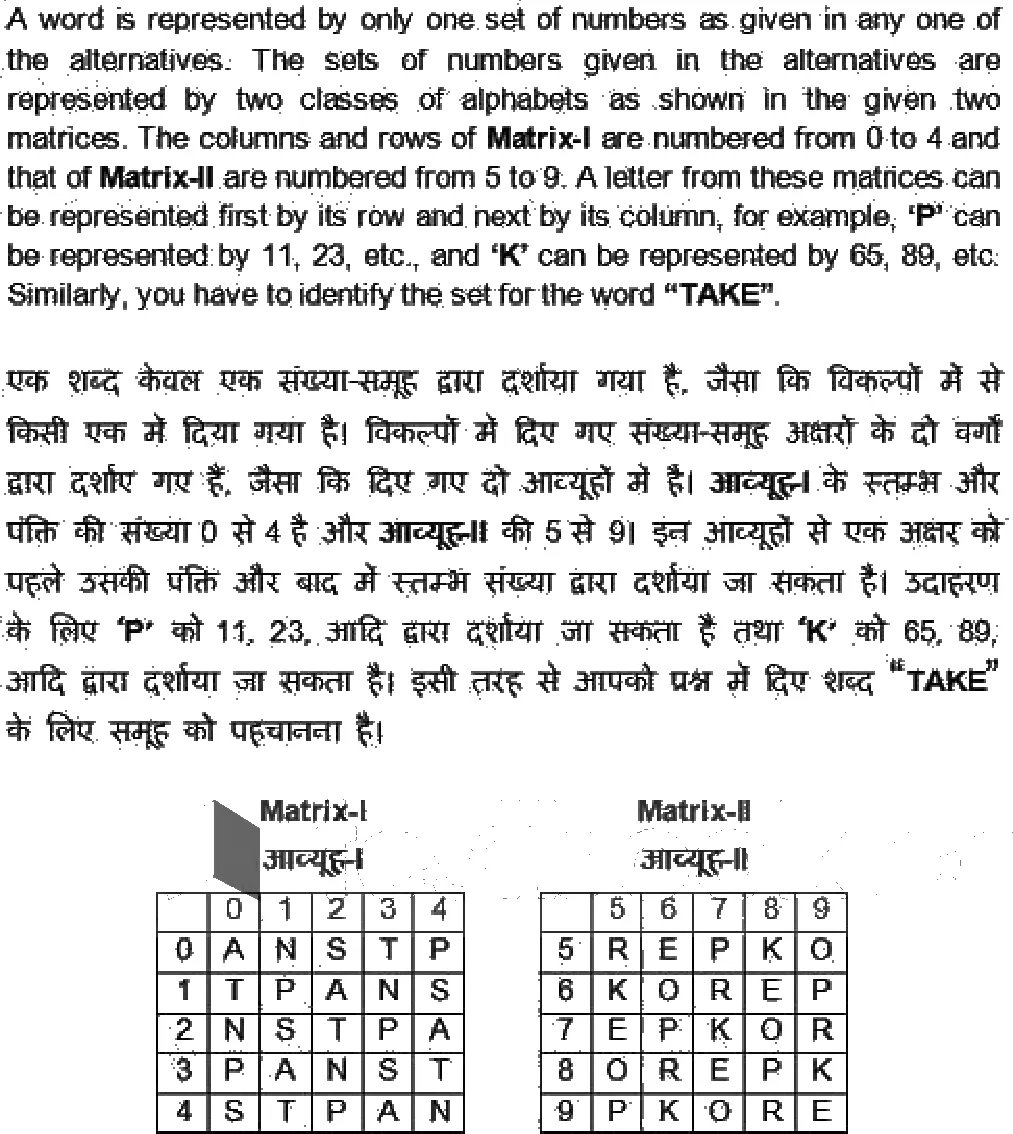 A word is represented by only one set of numbers as given in any one of
the alternatives. The sets of numbers given in the alternatives are
represented by two classes of alphabets as shown in the given two
matrices. The columns and rows of Matrix-I are numbered from 0 to 4 and
that of Matrix-II are numbered from 5 to 9. A letter from these matrices can
be represented first by its row and next by its column, for example, ‘P’ can
be represented by 11, 23, etc., and ‘K’ can be represented by 65, 89, etc.
Similarly, you have to identify the set for the word “TAKE”.
एक शब्द केवल एक संख्या-समूह द्वारा दर्शाया गया है, जैसा कि विकल्पों में से
किसी एक में दिया गया है। विकल्पों में दिए गए संख्या-समूह अक्षरों के दो वर्गों
द्वारा दर्शाए गए हैं, जैसा कि दिए गए दो आव्यूहों में है। आव्यूह-I के स्तम्भ और
पंक्ति की संख्या 0 से 4 है और आव्यूह-II की 5 से 9। इन आव्यूहों से एक अक्षर को
पहले उसकी पंक्ति और बाद में स्तम्भ संख्या द्वारा दर्शाया जा सकता है। उदाहरण
के लिए ‘P’ को 11, 23, आदि द्वारा दर्शाया जा सकता है तथा ‘K’ को 65, 89,
आदि द्वारा दर्शाया जा सकता है। इसी तरह से आपको प्रश्न में दिए शब्द “TAKE”
के लिए समूह को पहचानना है।
Matrix-I Matrix-II
आव्यूह-I आव्यूह-II
0 1 2 3 4 5 6 7 8 9
0 A N S T P 5 R E P K O
1 T P A N S 6 K O R E P
2 N S T P A 7 E P K O R
3 P A N S T 8 O R E P K
4 S T P A N 9 P K O R E